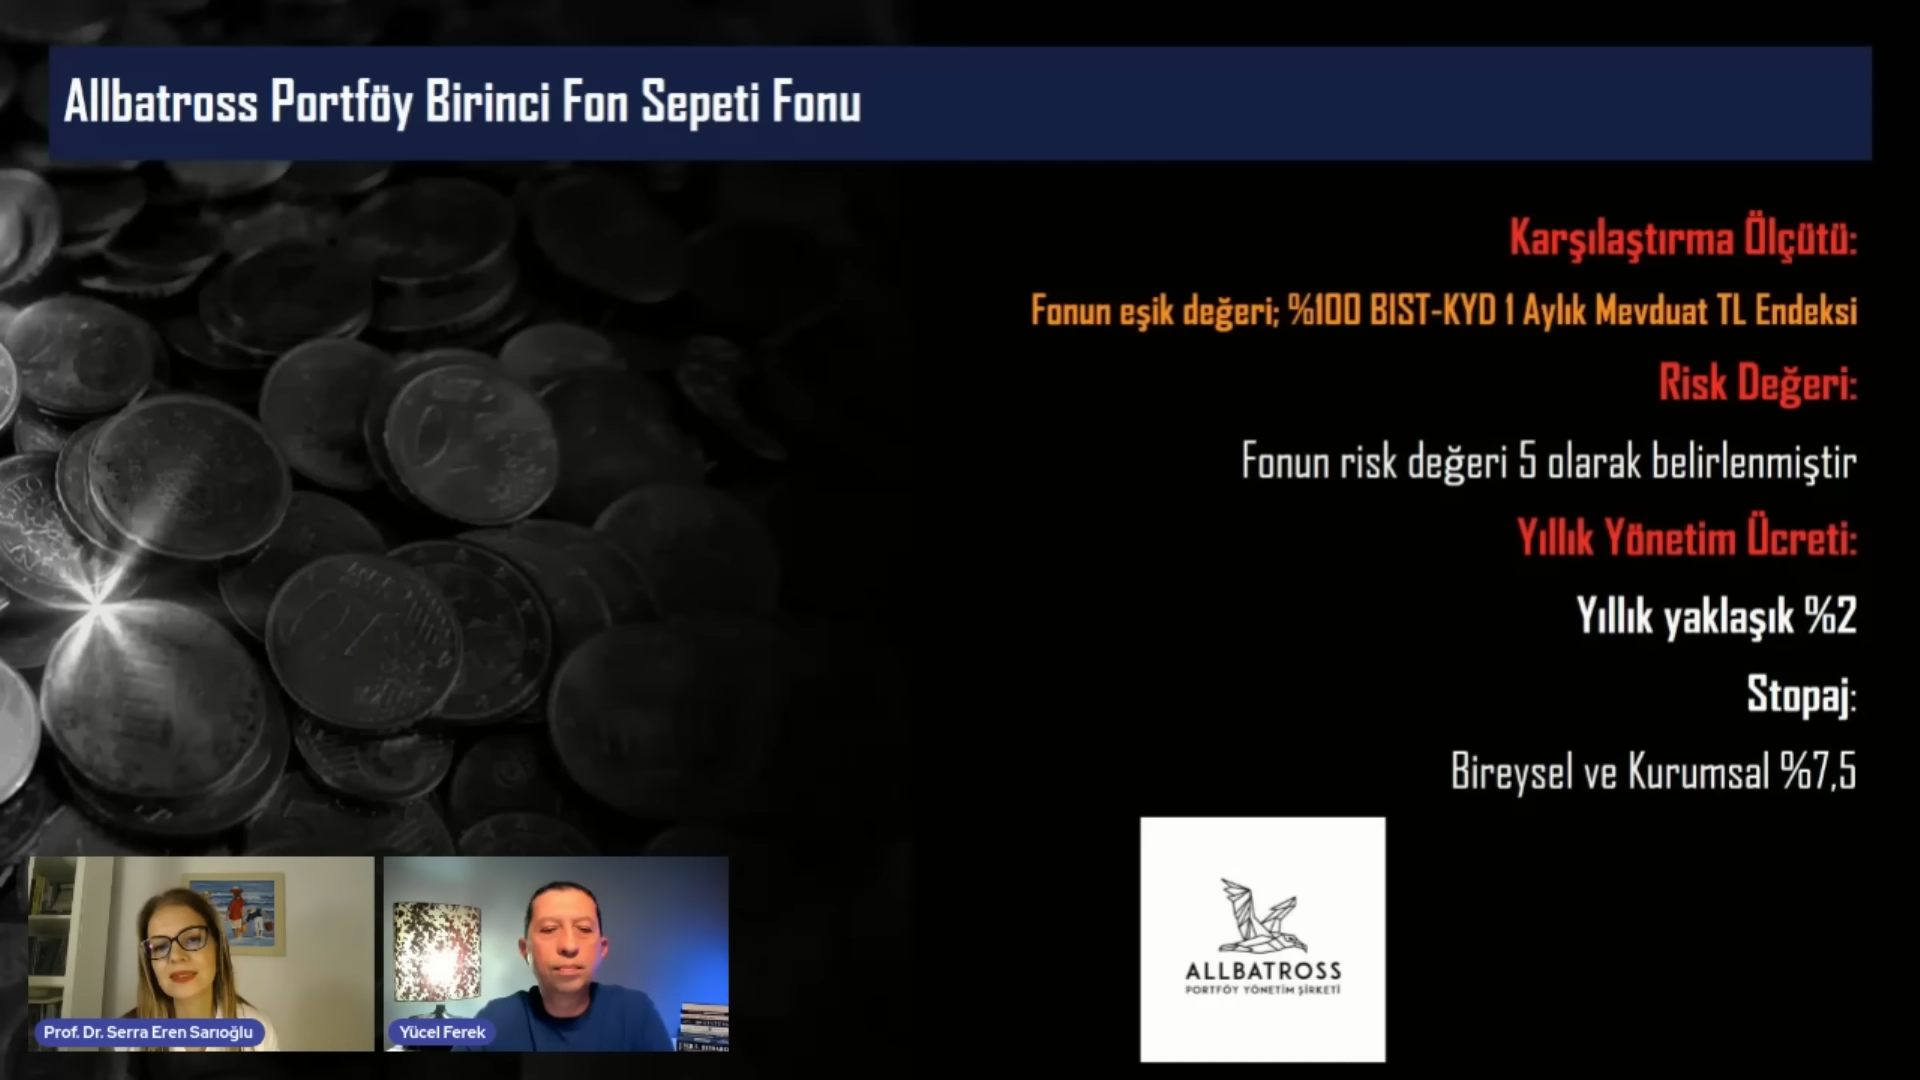 Allbatross Portföy Birinci Fon Sepeti Fonu
Karşılaştırma Ölçütü:
Fonun eşik değeri; %100 BIST-KYD 1 Aylık Mevduat TL Endeksi
Risk Değeri:
Fonun risk değeri 5 olarak belirlenmiştir
Yıllık Yönetim Ücreti:
Yıllık yaklaşık %2
Stopaj:
Bireysel ve Kurumsal %7,5
ALLBATROSS
PORTFÖY YÖNETİM ŞİRKETİ
Prof. Dr. Serra Eren Sarıoğlu
Yücel Ferek